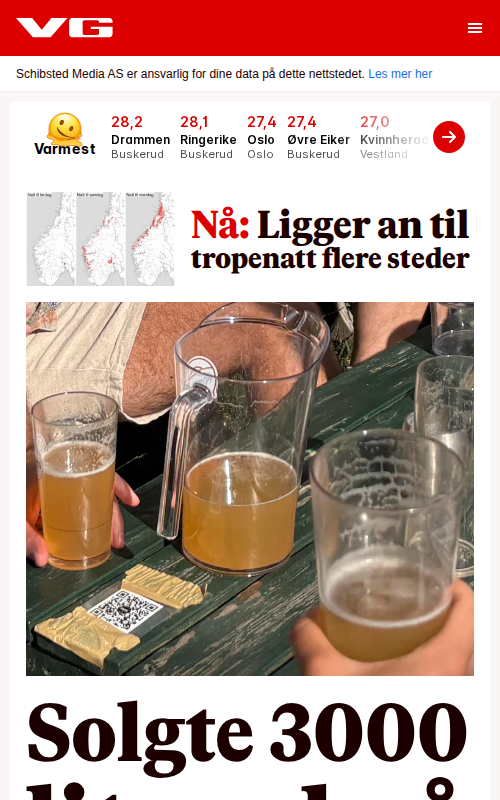 VG
Schibsted Media AS er ansvarlig for dine data på dette nettstedet. Les mer her
Varmest
28,2
Drammen
Buskerud
28,1
Ringerike
Buskerud
27,4
Oslo
Oslo
27,4
Øvre Eiker
Buskerud
27,0
Kvinnherad
Vestland
Natt til lørdag
Natt til søndag
Natt til mandag
Nå: Ligger an til
tropenatt flere steder
Solgte 3000